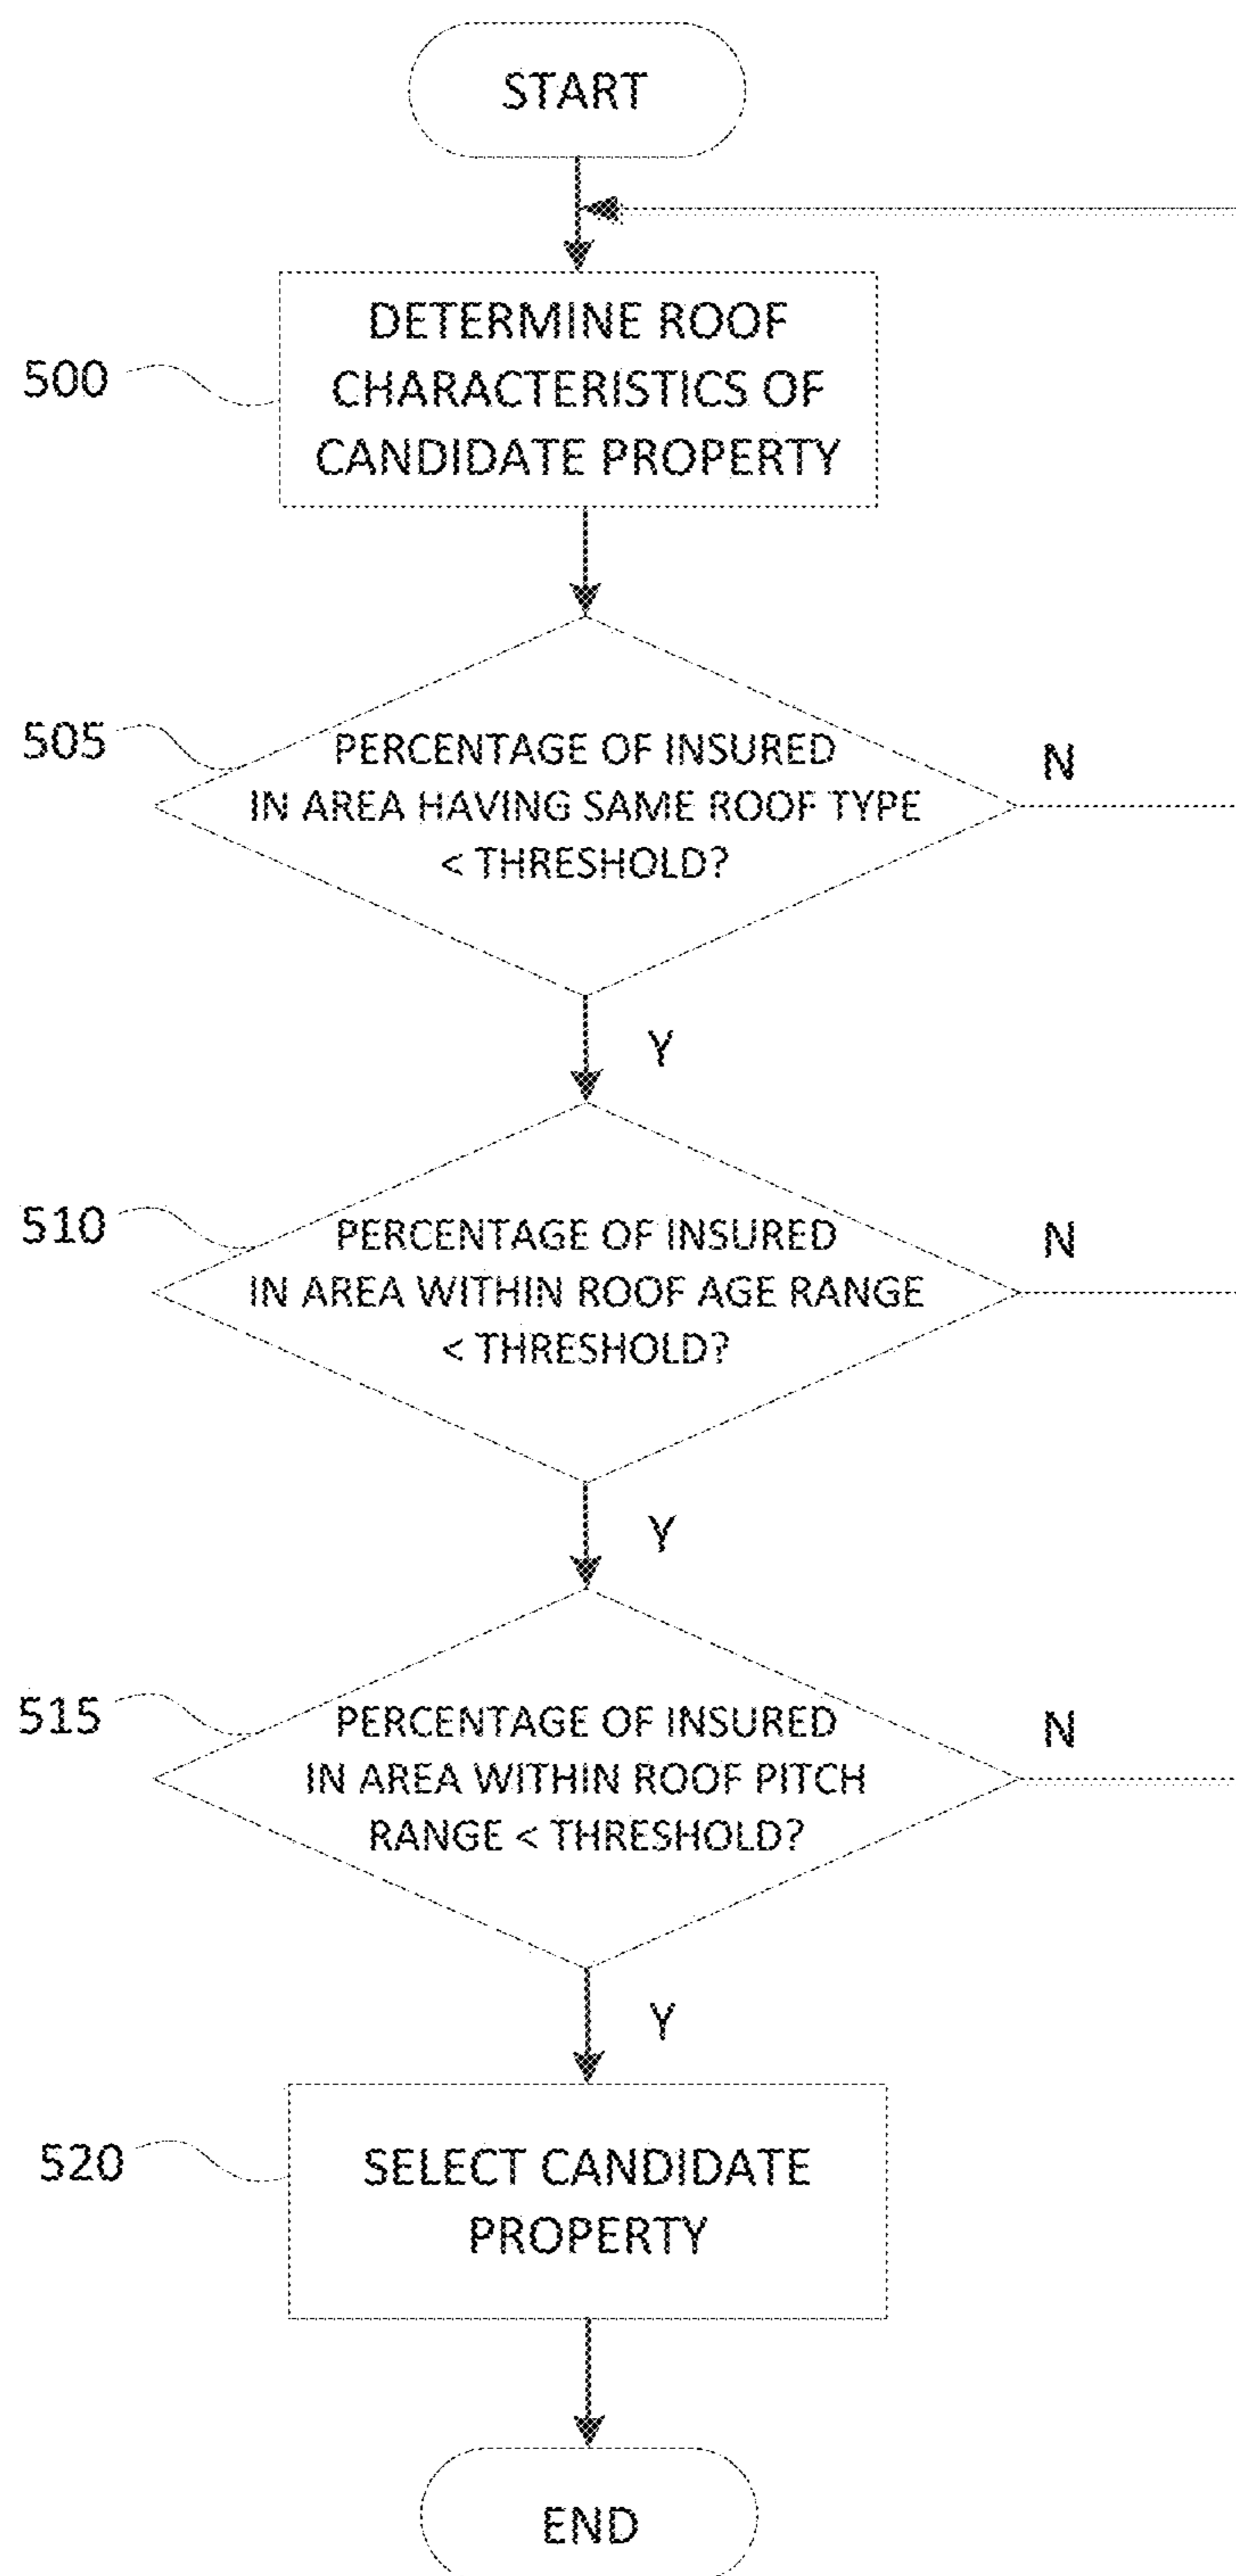 START
DETERMINE ROOF
CHARACTERISTICS OF
CANDIDATE PROPERTY
500
505
PERCENTAGE OF INSURED
IN AREA HAVING SAME ROOF TYPE
< THRESHOLD?
N
Y
510
PERCENTAGE OF INSURED
IN AREA WITHIN ROOF AGE RANGE
< THRESHOLD?
N
Y
515
PERCENTAGE OF INSURED
IN AREA WITHIN ROOF PITCH
RANGE < THRESHOLD?
N
Y
520
SELECT CANDIDATE
PROPERTY
END